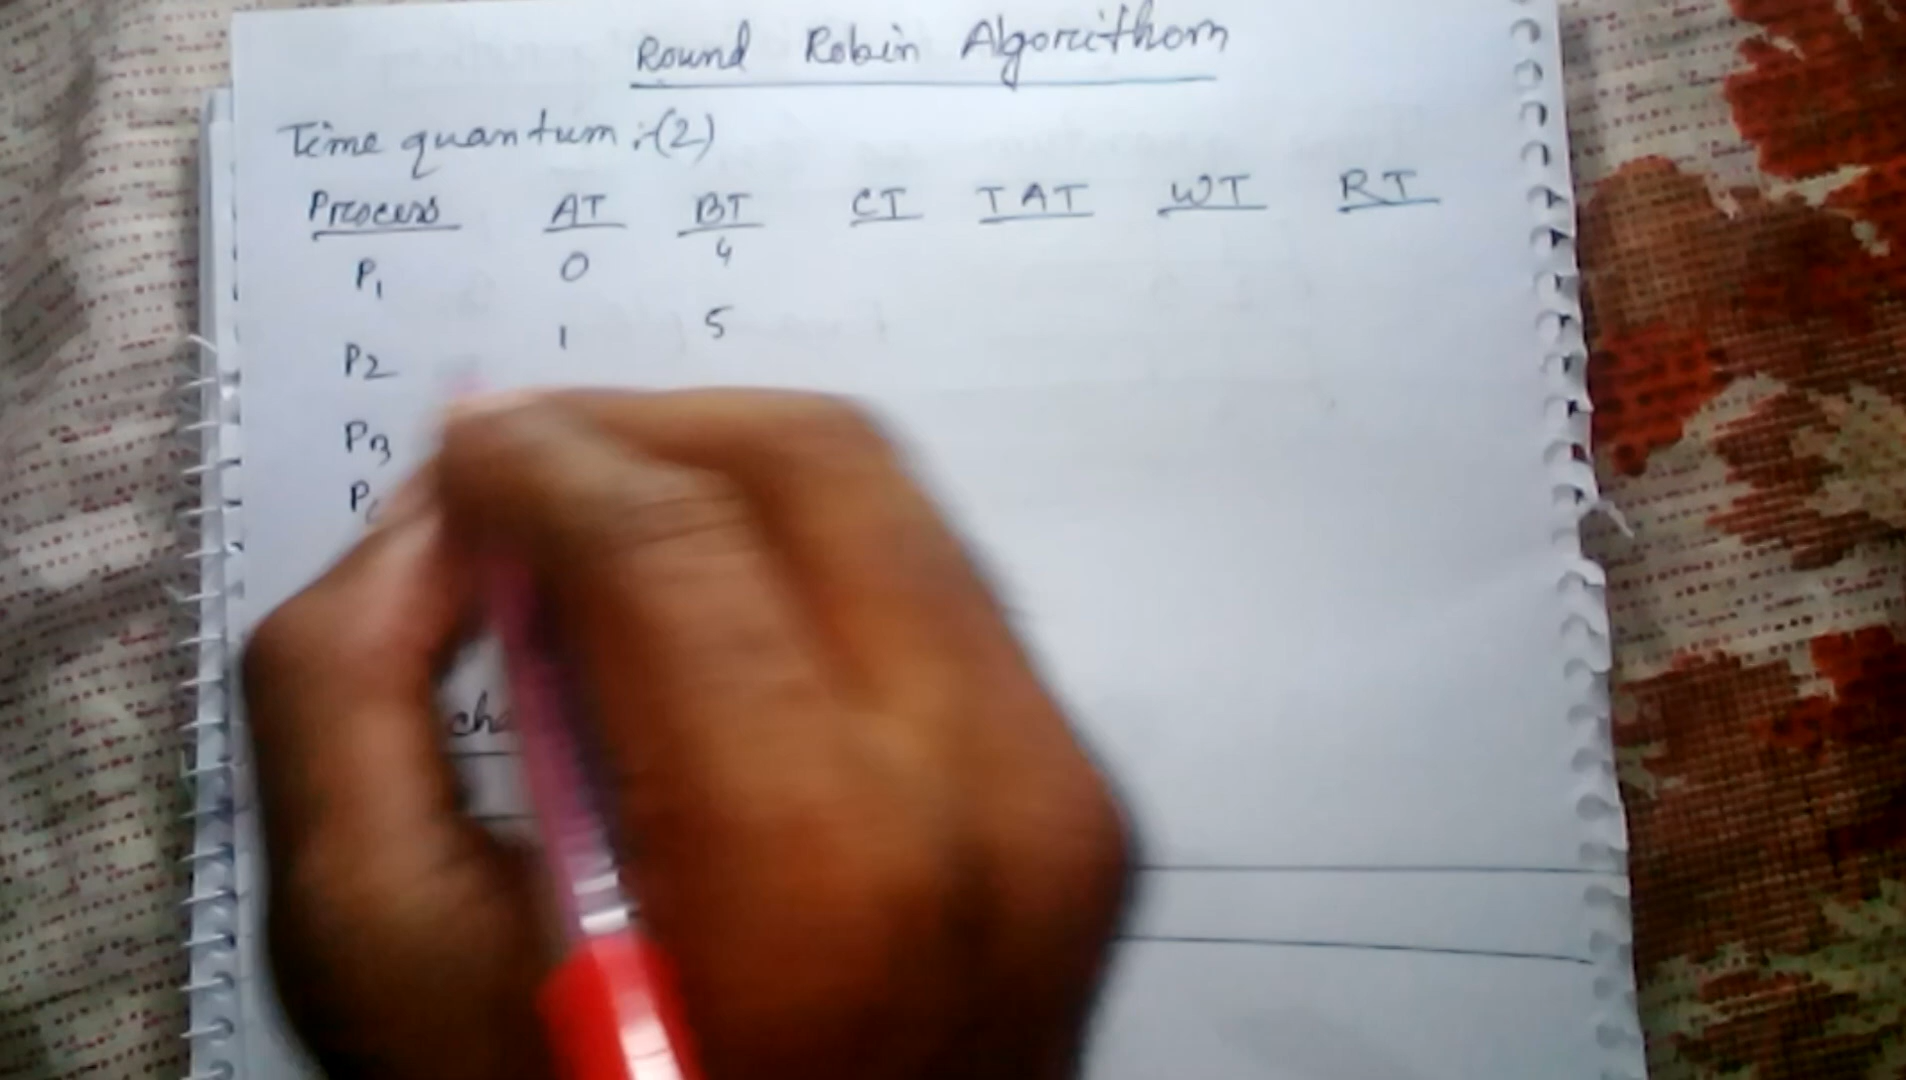 Round Robin Algorithom
Time quantum :-(2)
Process AT BT CT TAT WT RT
P1 0 4
P2 1 5
P3